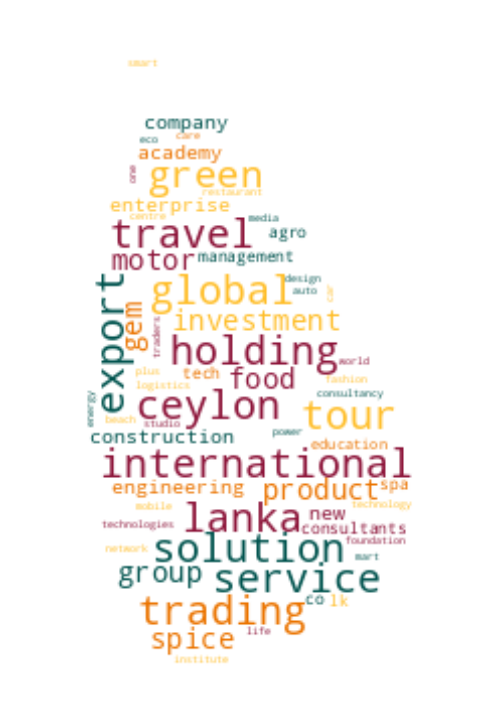 smart
company
eco care
academy
one green
restaurant
enterprise
centre media
travel agro
motor management
export global design
auto car
gem investment
traders holding world
plus tech food fashion
logistics consultancy
energy ceylon tour
beach studio power
construction education
international
engineering product spa
mobile technology
lanka new
technologies consultants
solution foundation
network mart
group service
trading co lk
spice life
institute